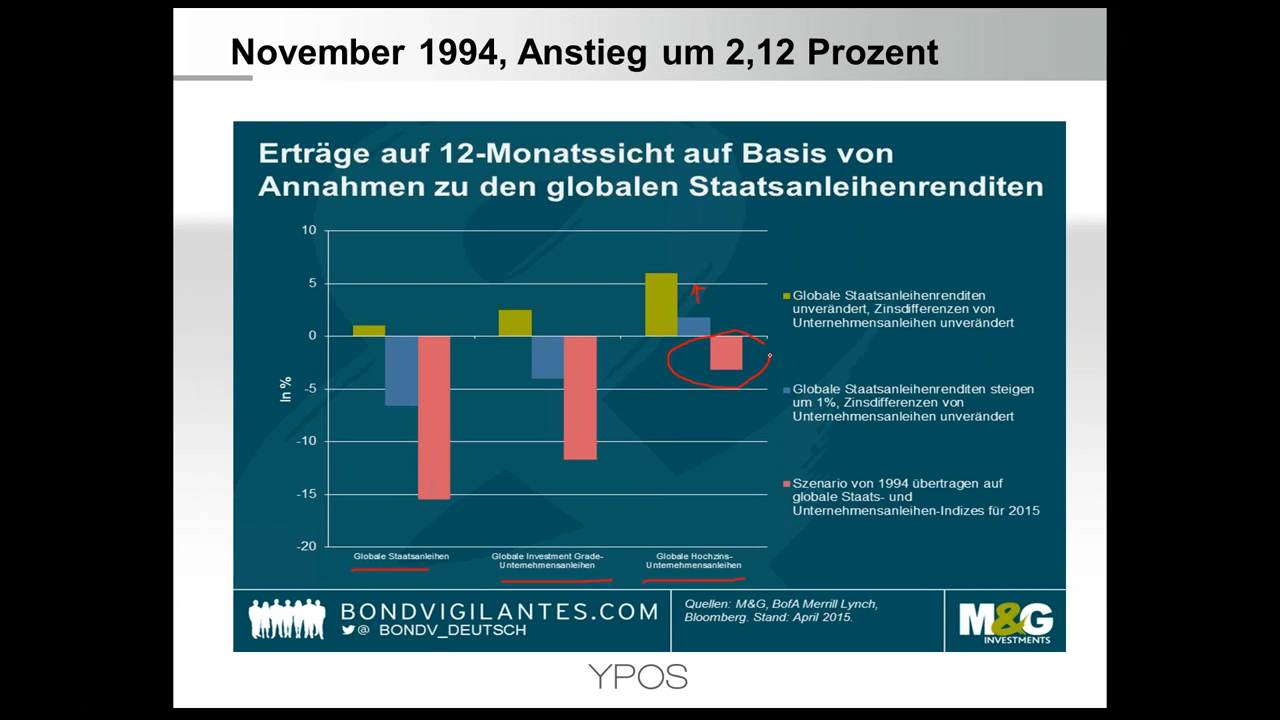 November 1994, Anstieg um 2,12 Prozent
Erträge auf 12-Monatssicht auf Basis von
Annahmen zu den globalen Staatsanleihenrenditen
10
5
0
-5
-10
-15
-20
In %
Globale Staatsanleihen
Globale Investment Grade-
Unternehmensanleihen
Globale Hochzins-
Unternehmensanleihen
Globale Staatsanleihenrenditen
unverändert, Zinsdifferenzen von
Unternehmensanleihen unverändert
Globale Staatsanleihenrenditen steigen
um 1%, Zinsdifferenzen von
Unternehmensanleihen unverändert
Szenario von 1994 übertragen auf
globale Staats- und
Unternehmensanleihen-Indizes für 2015
BONDVIGILANTES.COM
@ BONDV_DEUTSCH
Quellen: M&G, BofA Merrill Lynch,
Bloomberg. Stand: April 2015.
M&G
INVESTMENTS
YPOS